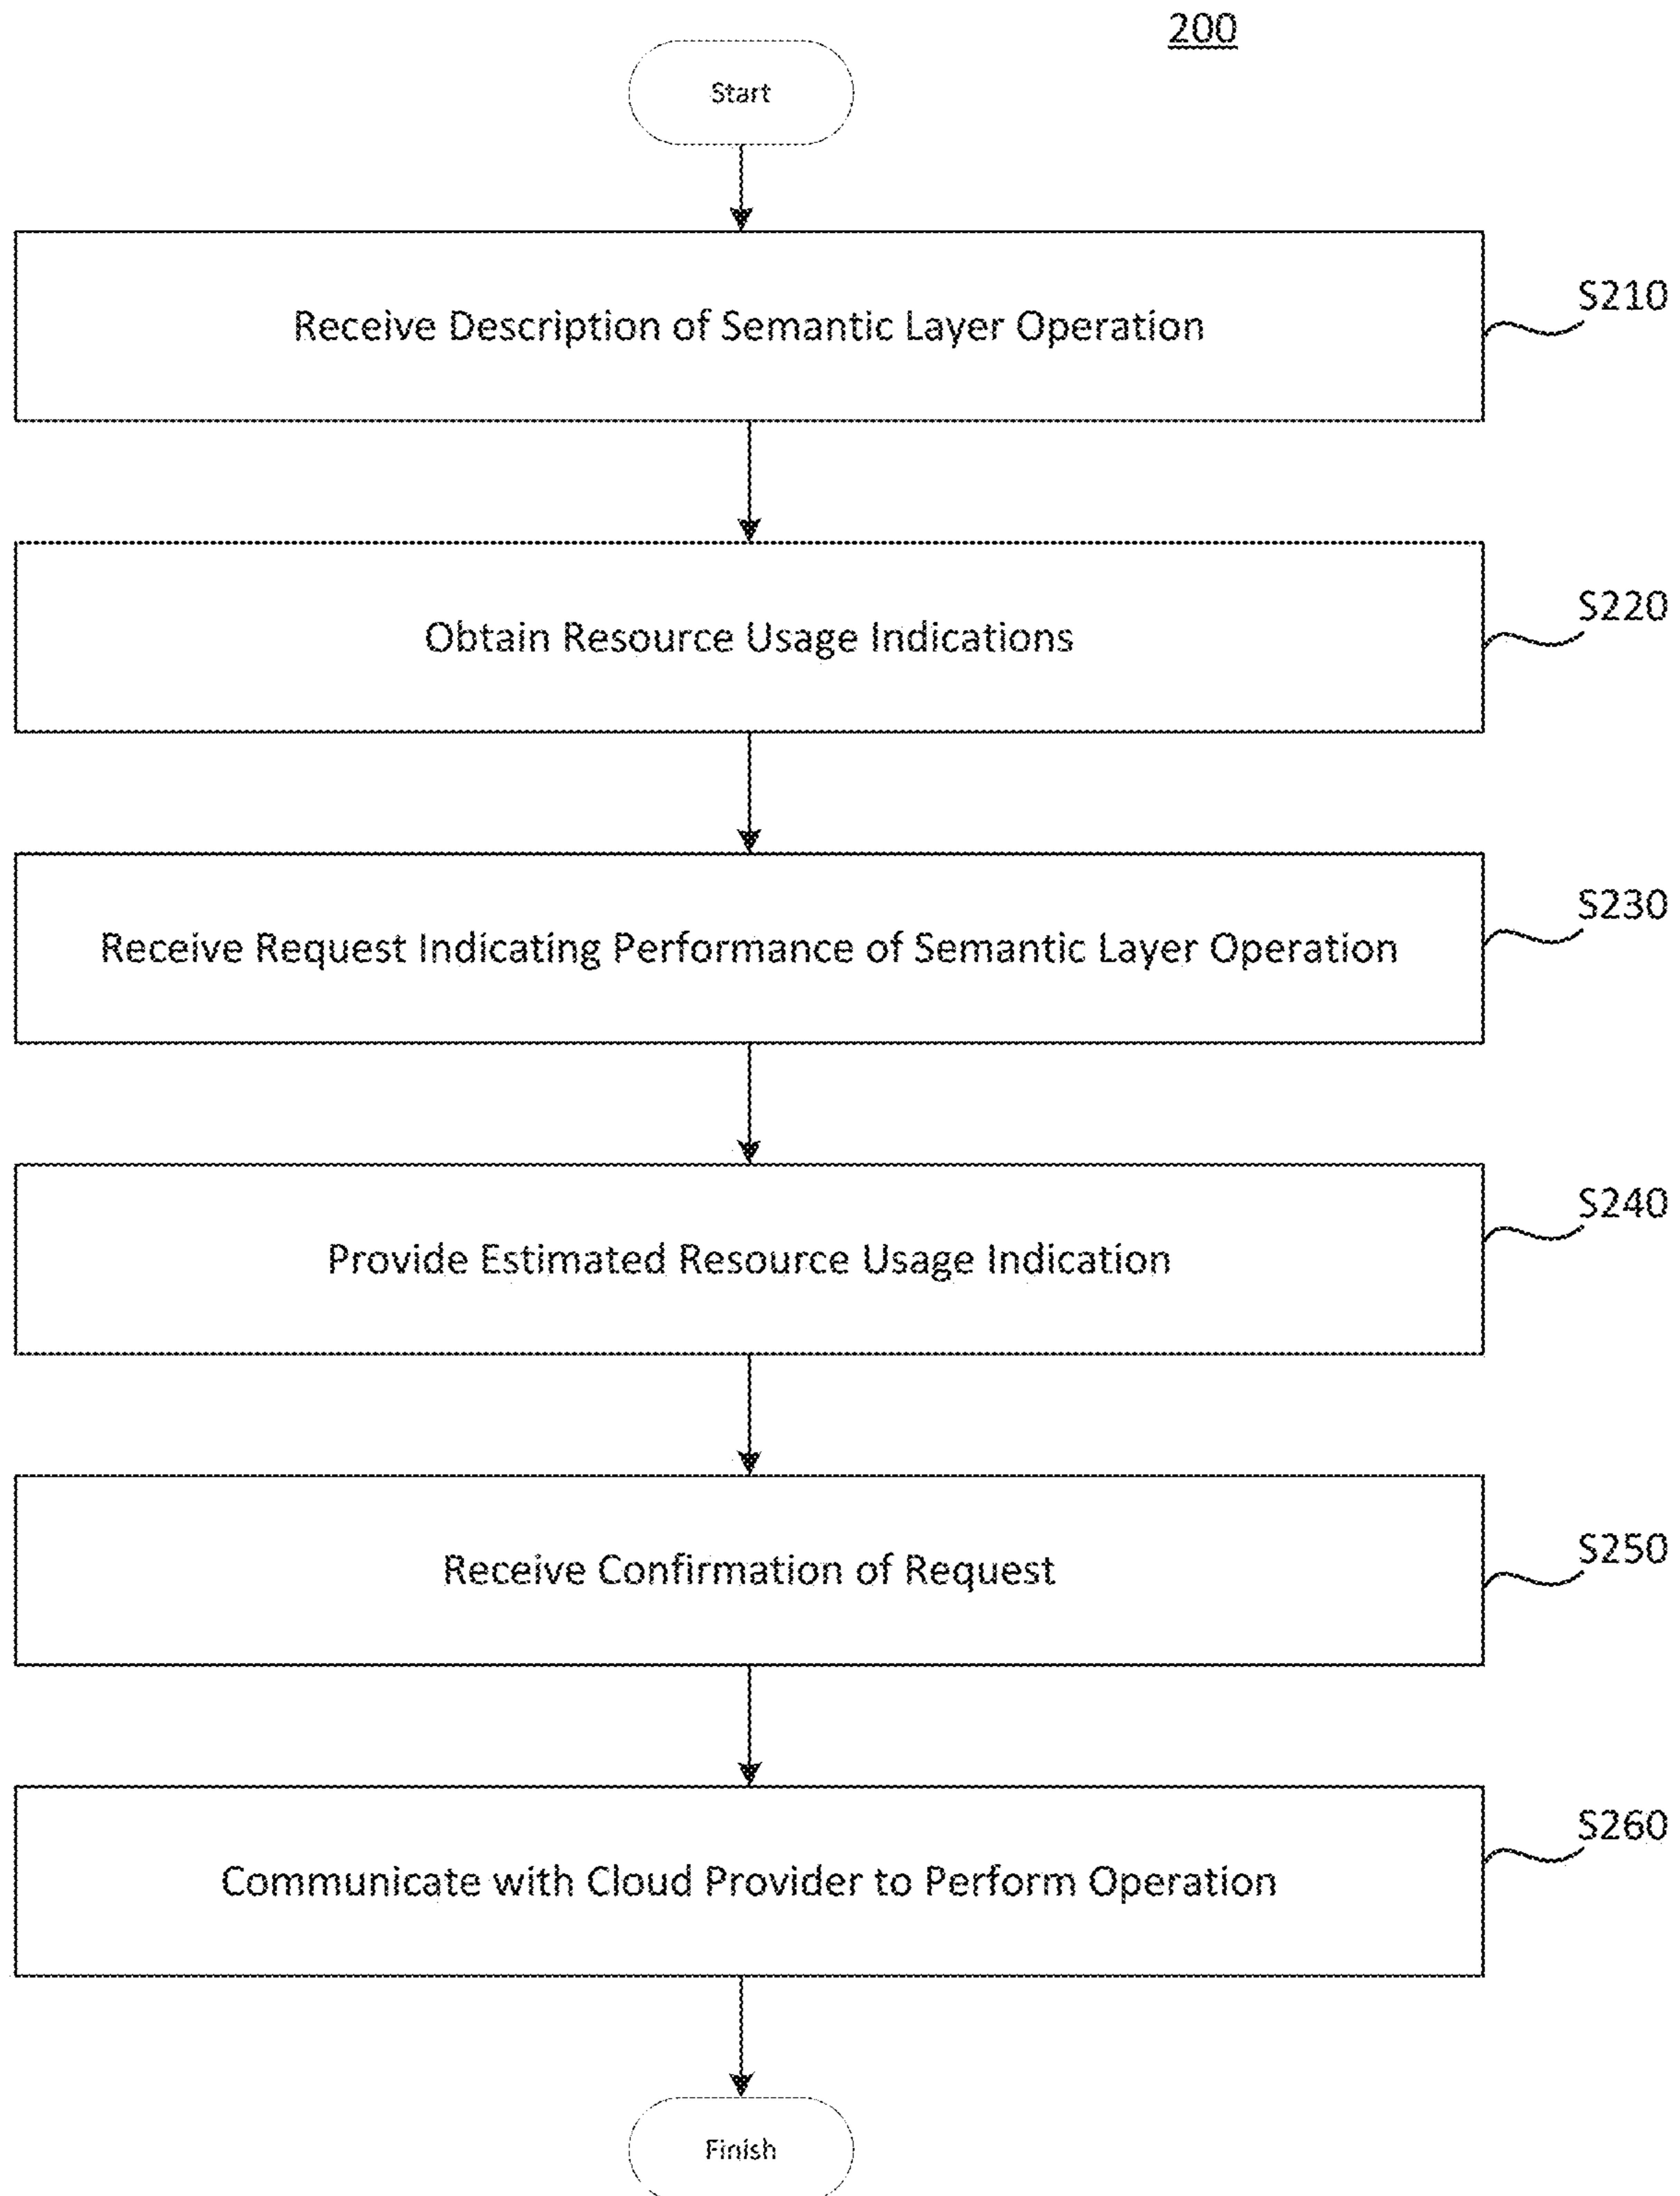 200
Start
Receive Description of Semantic Layer Operation
S210
Obtain Resource Usage Indications
S220
Receive Request Indicating Performance of Semantic Layer Operation
S230
Provide Estimated Resource Usage Indication
S240
Receive Confirmation of Request
S250
Communicate with Cloud Provider to Perform Operation
S260
Finish